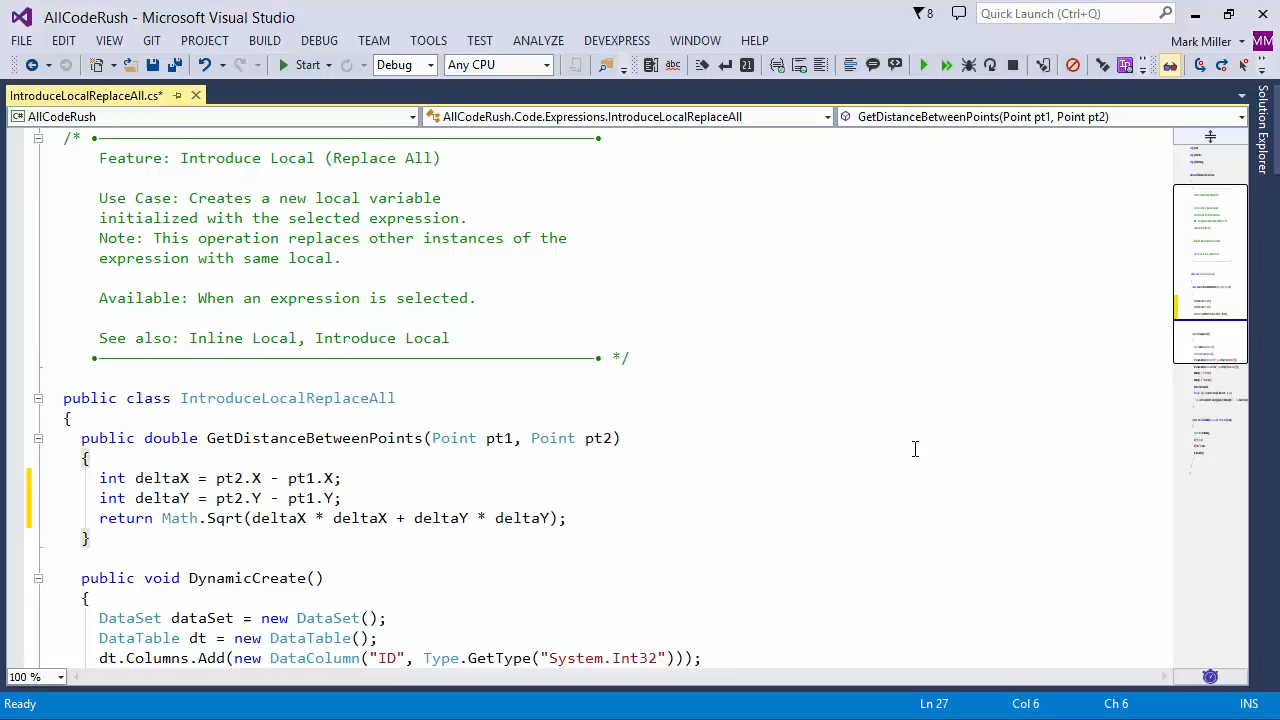 AllCodeRush - Microsoft Visual Studio
8
Quick Launch (Ctrl+Q)
FILE EDIT VIEW GIT PROJECT BUILD DEBUG TEAM TOOLS TEST ANALYZE DEVEXPRESS WINDOW HELP
Mark Miller MM
Start Debug Any CPU
IntroduceLocalReplaceAll.cs*
AllCodeRush AllCodeRush.Code.Expressions.IntroduceLocalReplaceAll GetDistanceBetweenPoints(Point pt1, Point pt2)
Solution Explorer
/*
Feature: Introduce Local (Replace All)
Use Case: Creates a new local variable
initialized with the selected expression.
Note: This operation replaces other instances of the
expression with same local.
Available: When an expression is selected.
See also: Inline Local, Introduce Local
*/
public class IntroduceLocalReplaceAll
{
public double GetDistanceBetweenPoints(Point pt1, Point pt2)
{
int deltaX = pt2.X - pt1.X;
int deltaY = pt2.Y - pt1.Y;
return Math.Sqrt(deltaX * deltaX + deltaY * deltaY);
}
public void DynamicCreate()
{
DataSet dataSet = new DataSet();
DataTable dt = new DataTable();
dt.Columns.Add(new DataColumn("ID", Type.GetType("System.Int32")));
100 %
Ready Ln 27 Col 6 Ch 6 INS